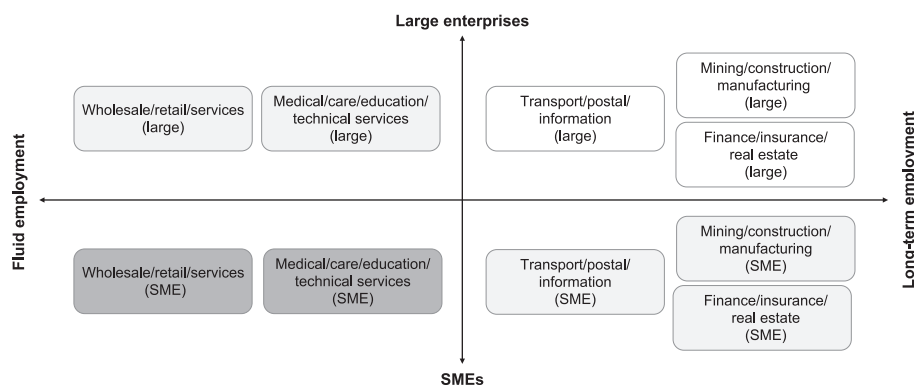 Large enterprises
Wholesale/retail/services
(large)
Medical/care/education/
technical services
(large)
Transport/postal/
information
(large)
Mining/construction/
manufacturing
(large)
Finance/insurance/
real estate
(large)
Fluid employment
Long-term employment
Wholesale/retail/services
(SME)
Medical/care/education/
technical services
(SME)
Transport/postal/
information
(SME)
Mining/construction/
manufacturing
(SME)
Finance/insurance/
real estate
(SME)
SMEs